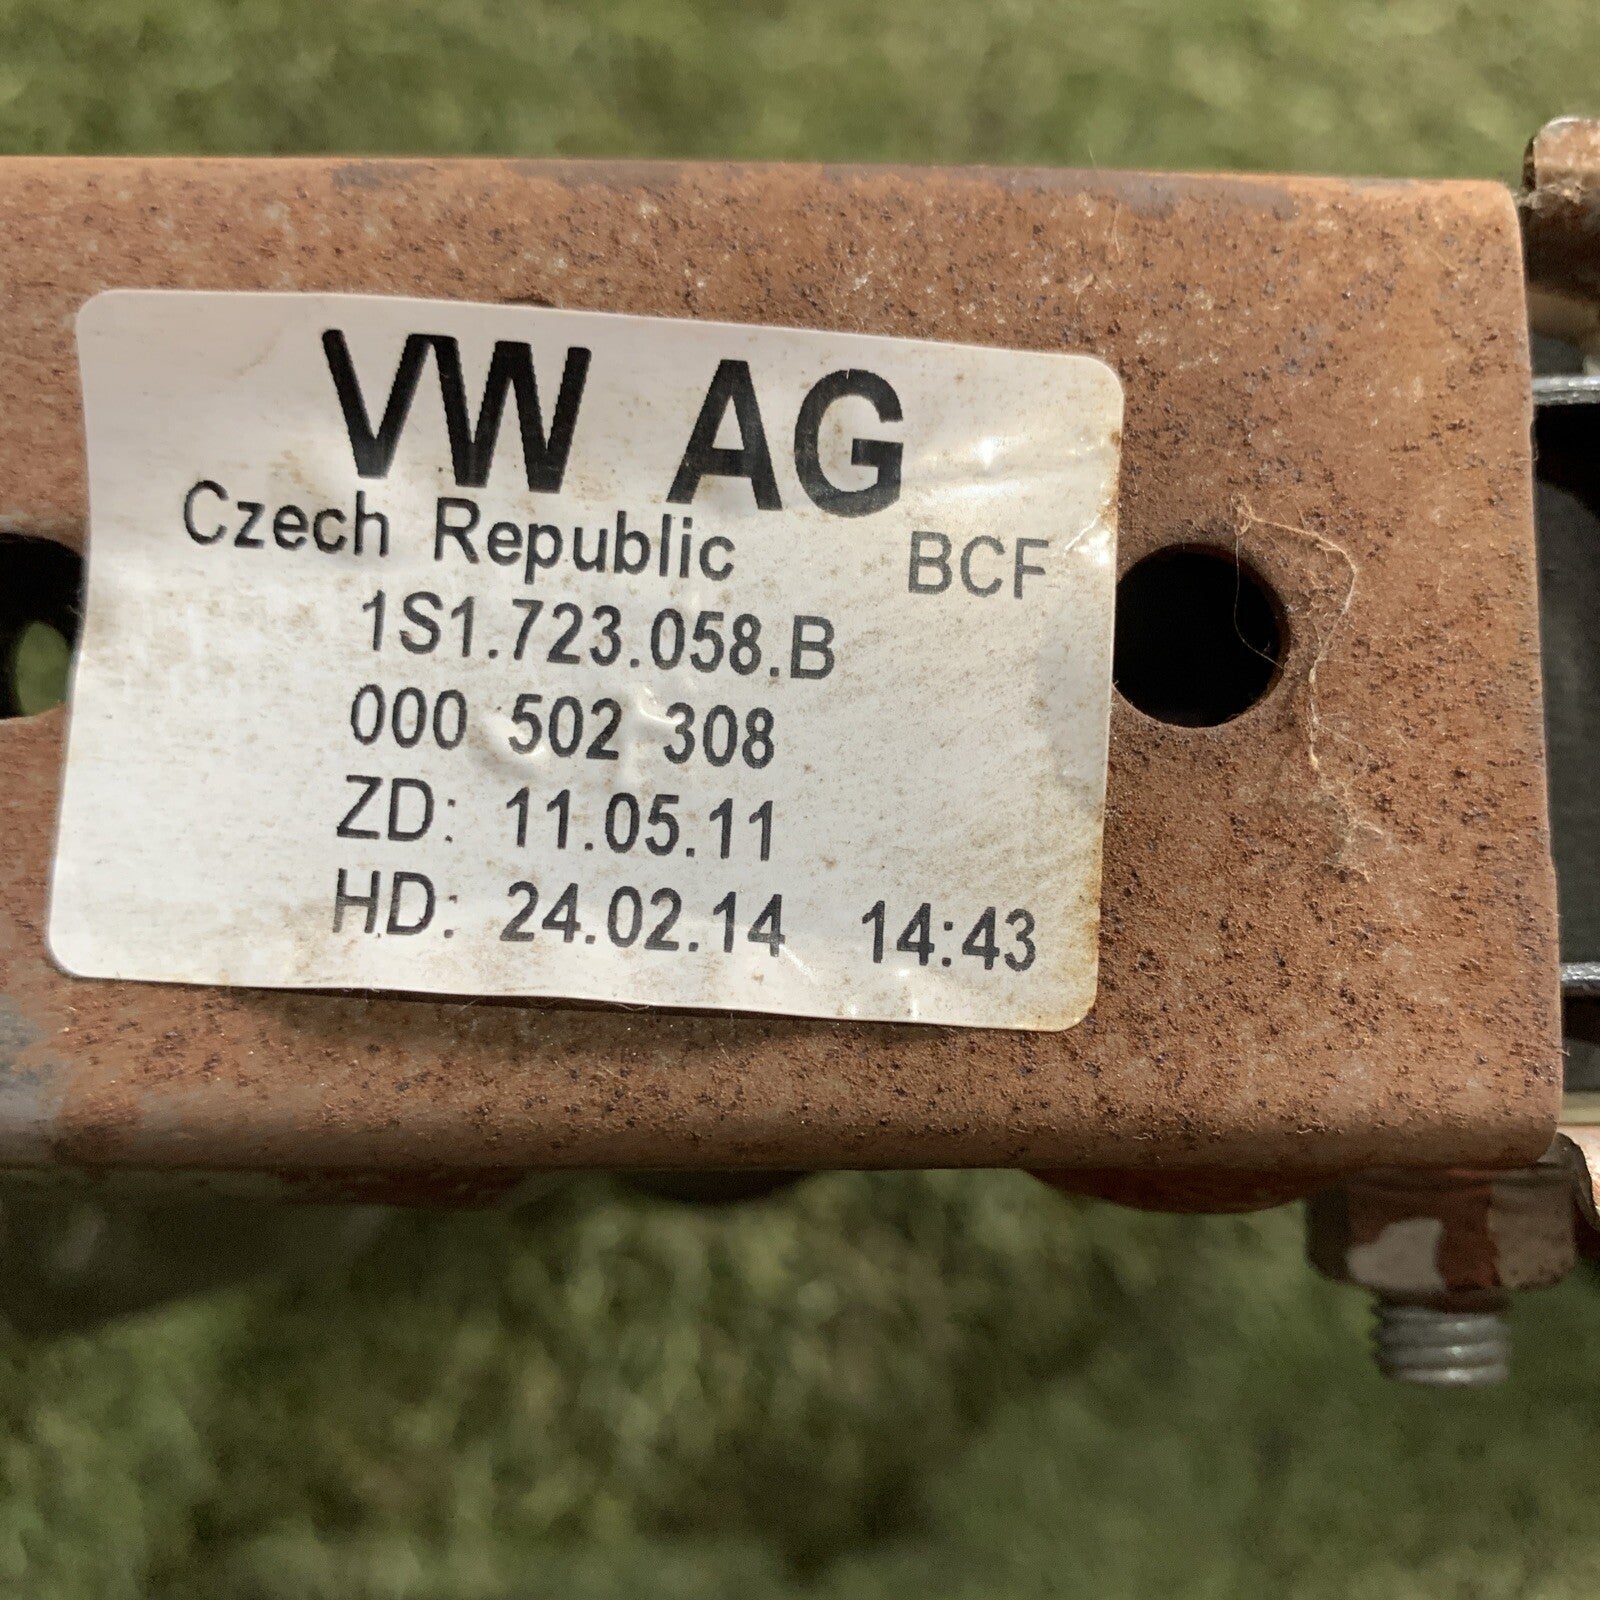 VW AG
Czech Republic BCF
1S1.723.058.B
000 502 308
ZD: 11.05.11
HD: 24.02.14 14:43